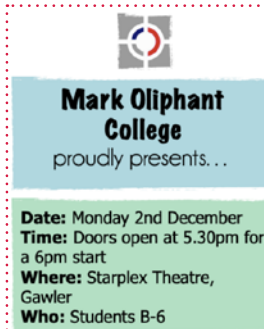 Mark Oliphant
College
proudly presents...
Date: Monday 2nd December
Time: Doors open at 5.30pm for
a 6pm start
Where: Starplex Theatre,
Gawler
Who: Students B-6